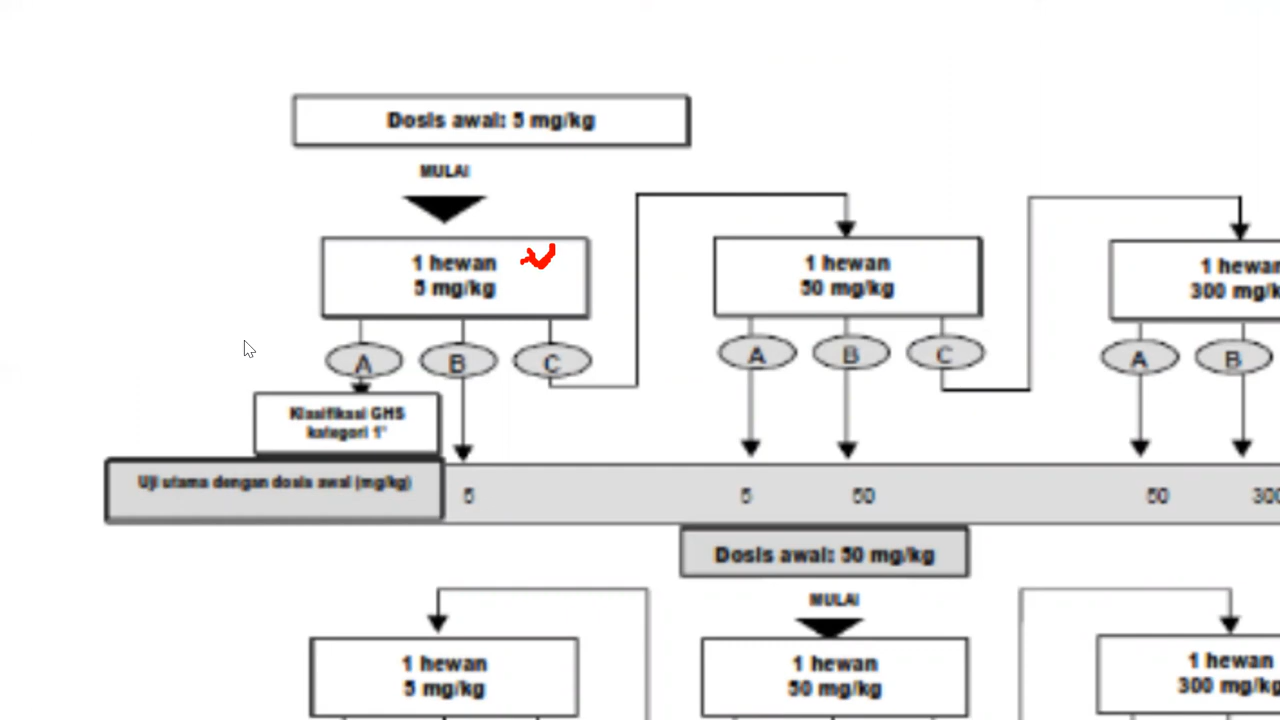 Dosis awal: 5 mg/kg
MULAI
1 hewan
5 mg/kg
1 hewan
50 mg/kg
1 hewan
300 mg/k
A
B
C
A
B
C
A
B
Klasifikasi GHS
kategori 1*
Uji utama dengan dosis awal (mg/kg)
5
5
50
50
300
Dosis awal: 50 mg/kg
MULAI
1 hewan
5 mg/kg
1 hewan
50 mg/kg
1 hewan
300 mg/kg